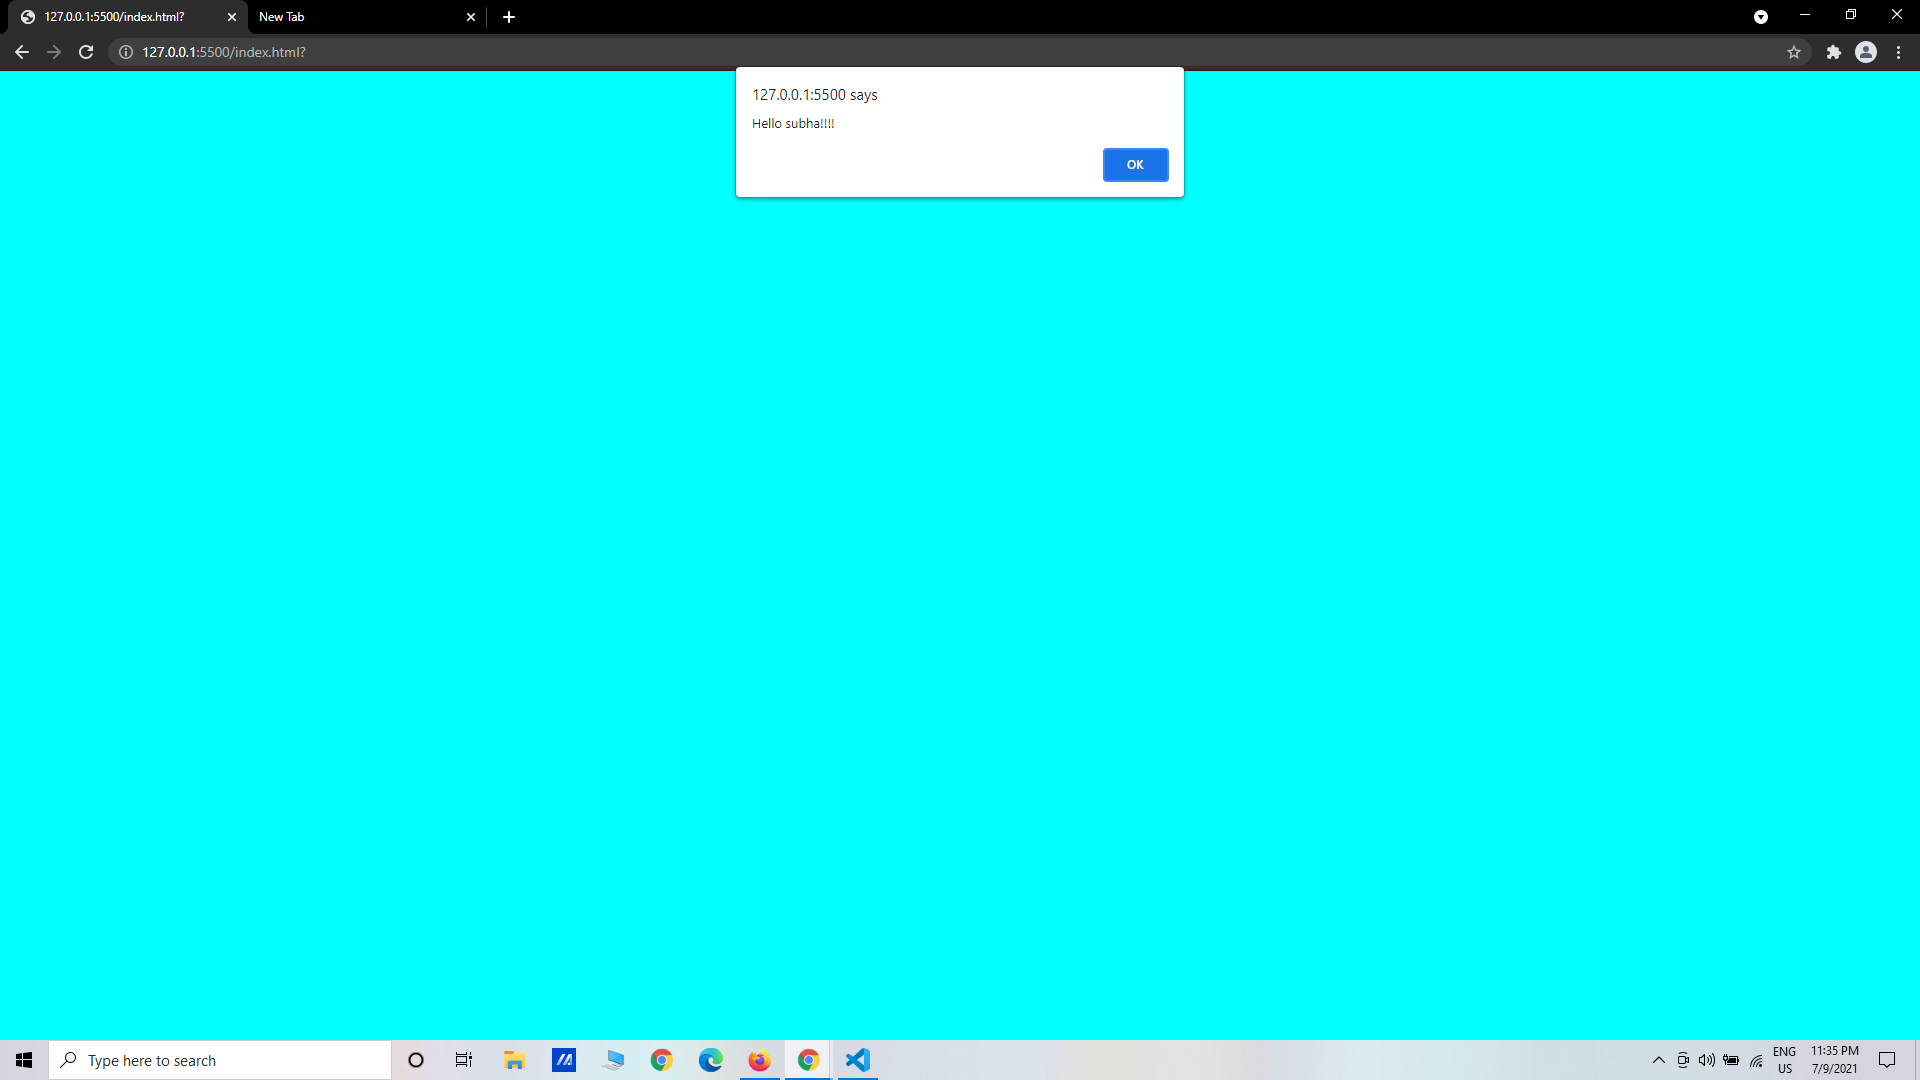 127.0.0.1:5500/index.html?
New Tab
127.0.0.1:5500/index.html?
127.0.0.1:5500 says
Hello subha!!!!
OK
Type here to search
ENG
US
11:35 PM
7/9/2021